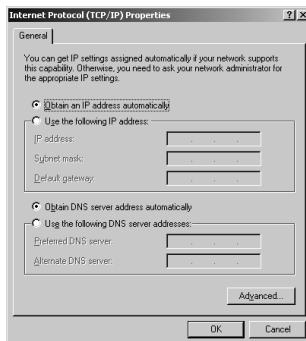 Internet Protocol (TCP/IP) Properties
General
You can get IP settings assigned automatically if your network supports
this capability. Otherwise, you need to ask your network administrator for
the appropriate IP settings.
Obtain an IP address automatically
Use the following IP address:
IP address:
Subnet mask:
Default gateway:
Obtain DNS server address automatically
Use the following DNS server addresses:
Preferred DNS server:
Alternate DNS server:
Advanced...
OK
Cancel